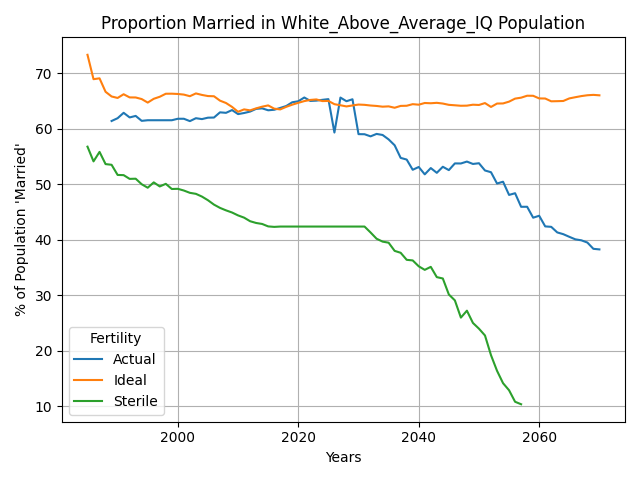 Proportion Married in White_Above_Average_IQ Population
% of Population 'Married'
70
60
50
40
30
20
10
Fertility
Actual
Ideal
Sterile
2000 2020 2040 2060
Years